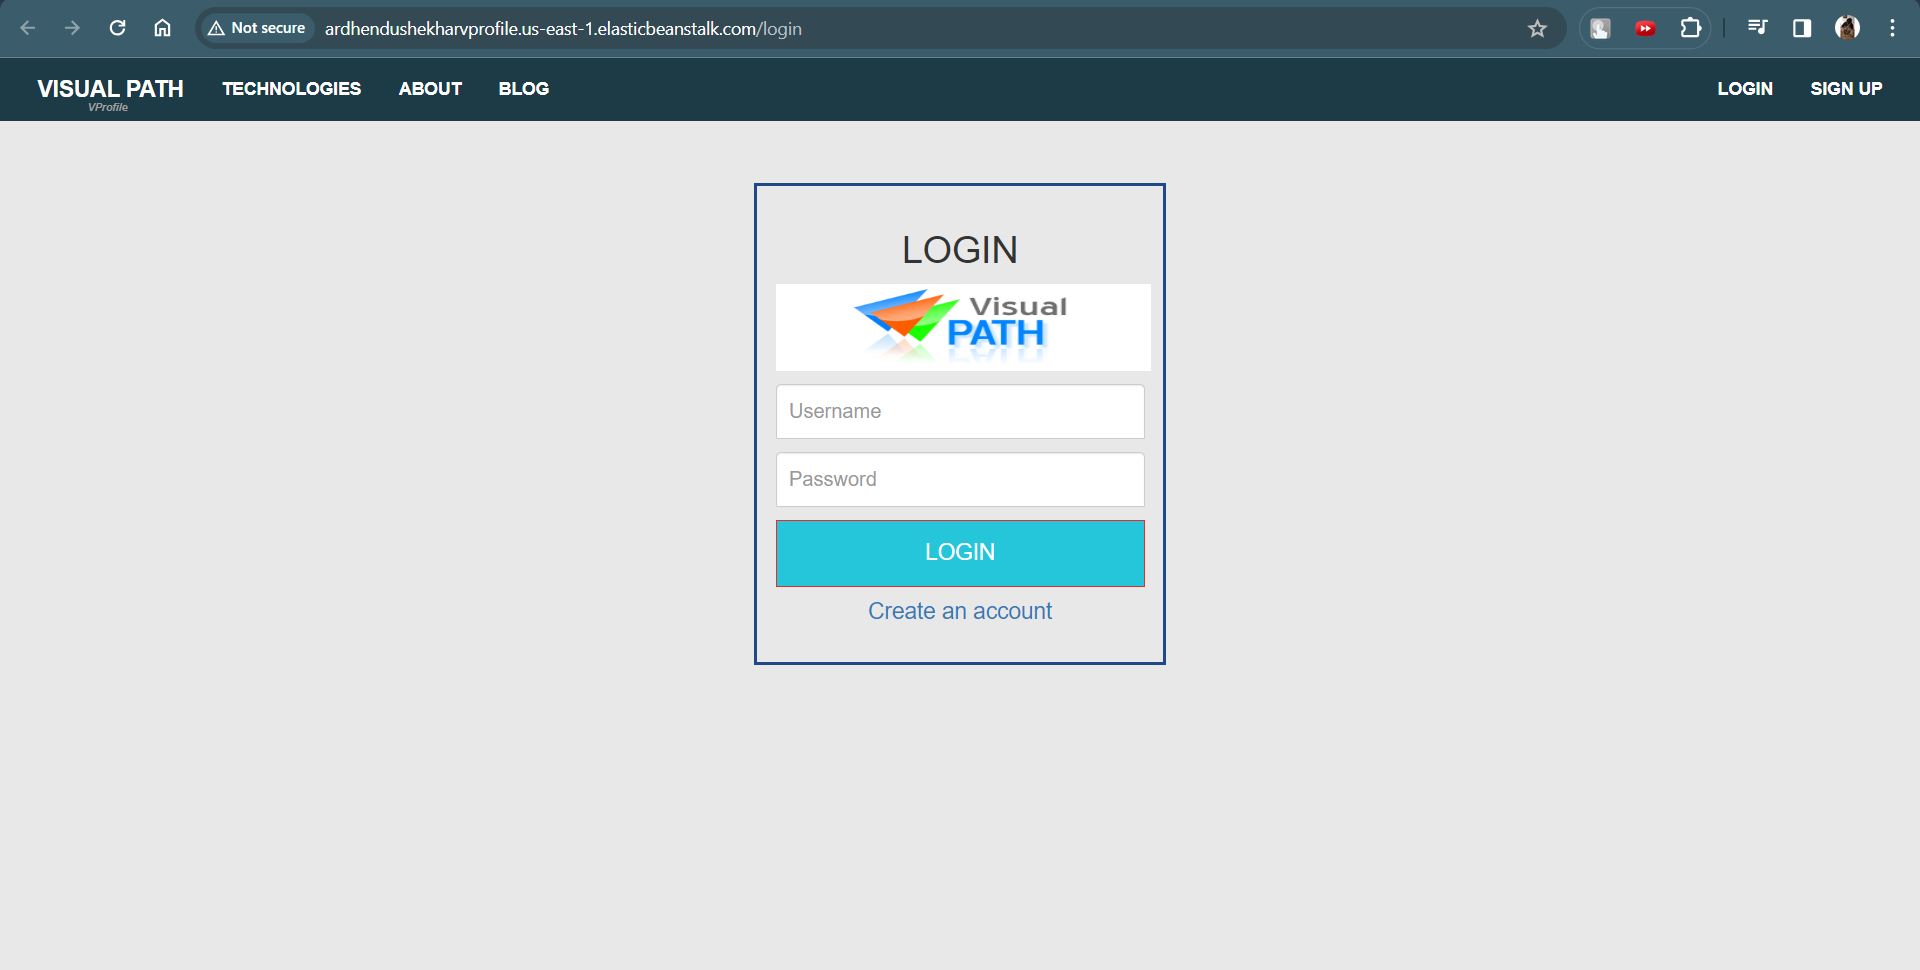 Not secure ardhendushekharvprofile.us-east-1.elasticbeanstalk.com/login
VISUAL PATH TECHNOLOGIES ABOUT BLOG LOGIN SIGN UP
VProfile
LOGIN
Visual
PATH
Username
Password
LOGIN
Create an account